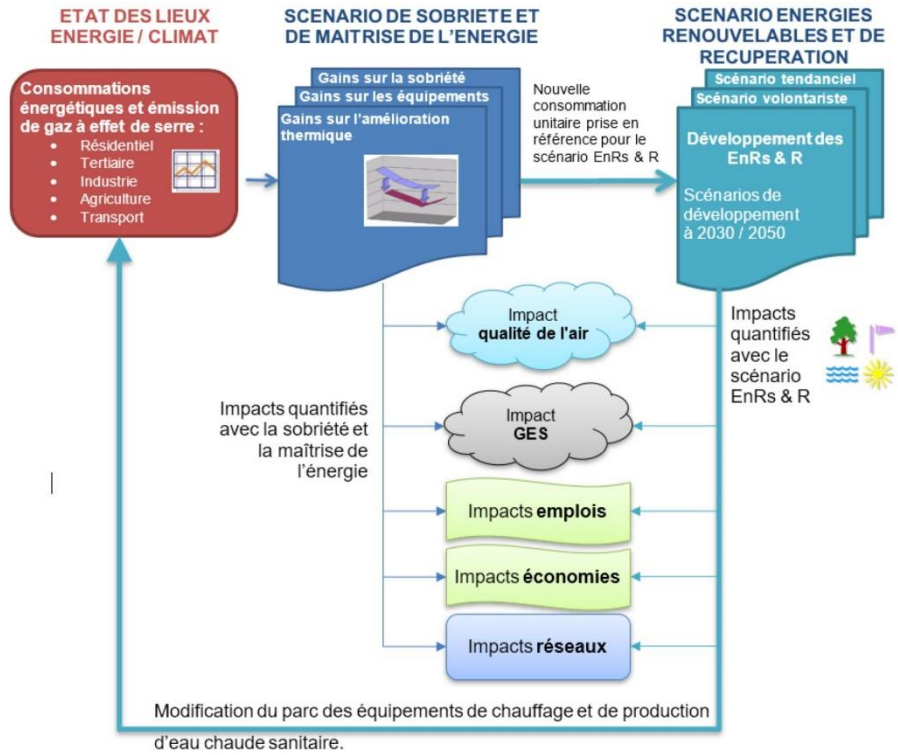 ETAT DES LIEUX
ENERGIE / CLIMAT
SCENARIO DE SOBRIETE ET
DE MAITRISE DE L'ENERGIE
SCENARIO ENERGIES
RENOUVELABLES ET DE
RECUPERATION
Consommations
énergétiques et émission
de gaz à effet de serre :
• Résidentiel
• Tertiaire
• Industrie
• Agriculture
• Transport
Gains sur la sobriété
Gains sur les équipements
Gains sur l'amélioration
thermique
Nouvelle
consommation
unitaire prise en
référence pour le
scénario EnRs & R
Scénario tendanciel
Scénario volontariste
Développement des
EnRs & R
Scénarios de
développement
à 2030 / 2050
Impact
qualité de l'air
Impact
GES
Impacts emplois
Impacts économies
Impacts réseaux
Impacts quantifiés
avec la sobriété et
la maîtrise de
l'énergie
Impacts
quantifiés
avec le
scénario
EnRs & R
Modification du parc des équipements de chauffage et de production
d'eau chaude sanitaire.